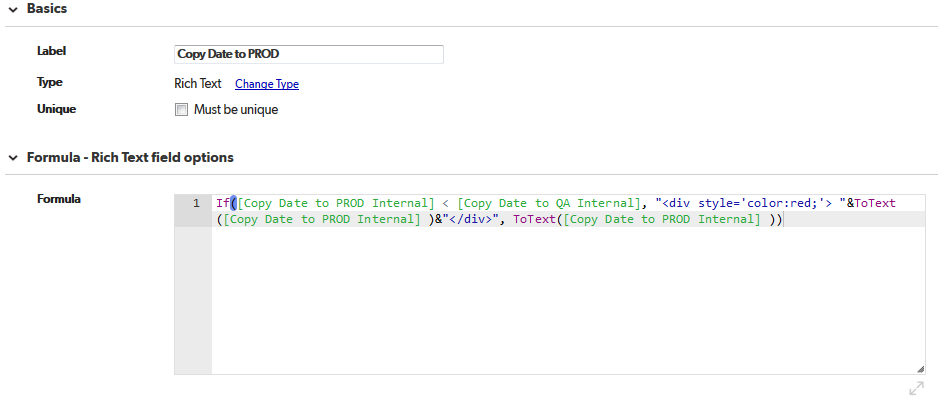 Basics
Label
Copy Date to PROD
Type
Rich Text Change Type
Unique
Must be unique
Formula - Rich Text field options
Formula
1 If([Copy Date to PROD Internal] < [Copy Date to QA Internal], "<div style='color:red;'> "&ToText
([Copy Date to PROD Internal] )&"</div>", ToText([Copy Date to PROD Internal] ))